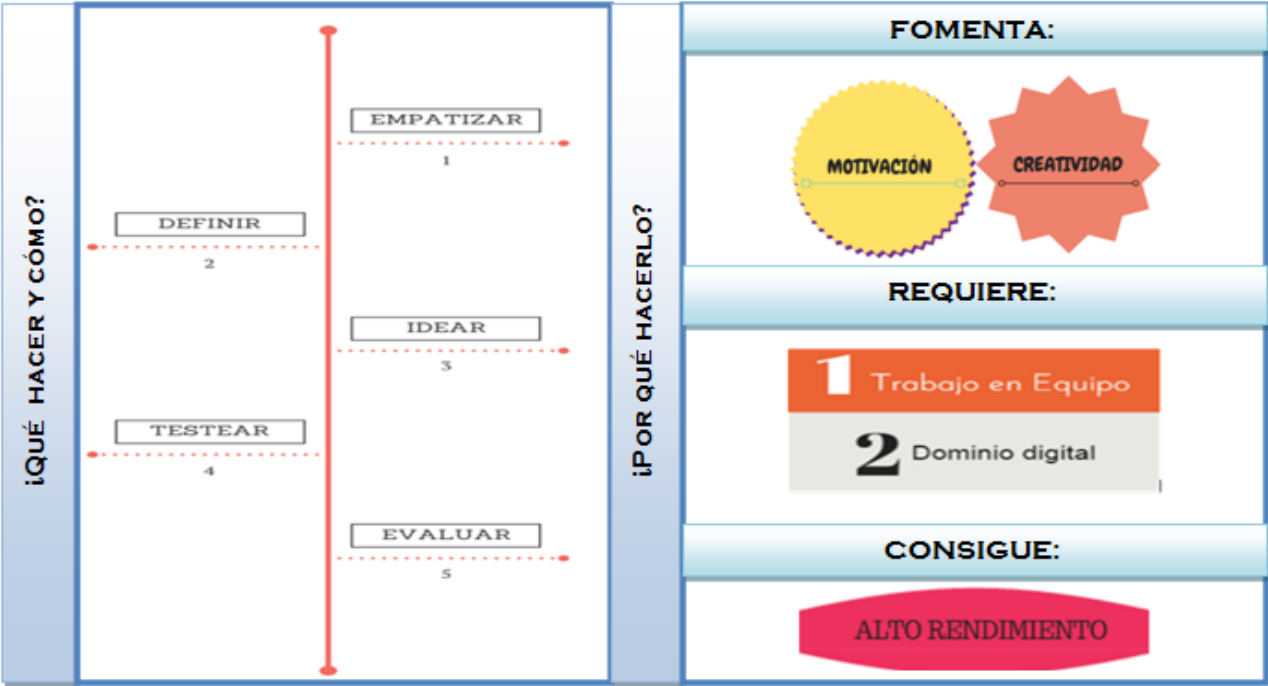 ¡QUÉ HACER Y CÓMO?
EMPATIZAR
1
DEFINIR
2
IDEAR
3
TESTEAR
4
EVALUAR
5
¡POR QUÉ HACERLO?
FOMENTA:
MOTIVACIÓN
CREATIVIDAD
REQUIERE:
1 Trabajo en Equipo
2 Dominio digital
CONSIGUE:
ALTO RENDIMIENTO